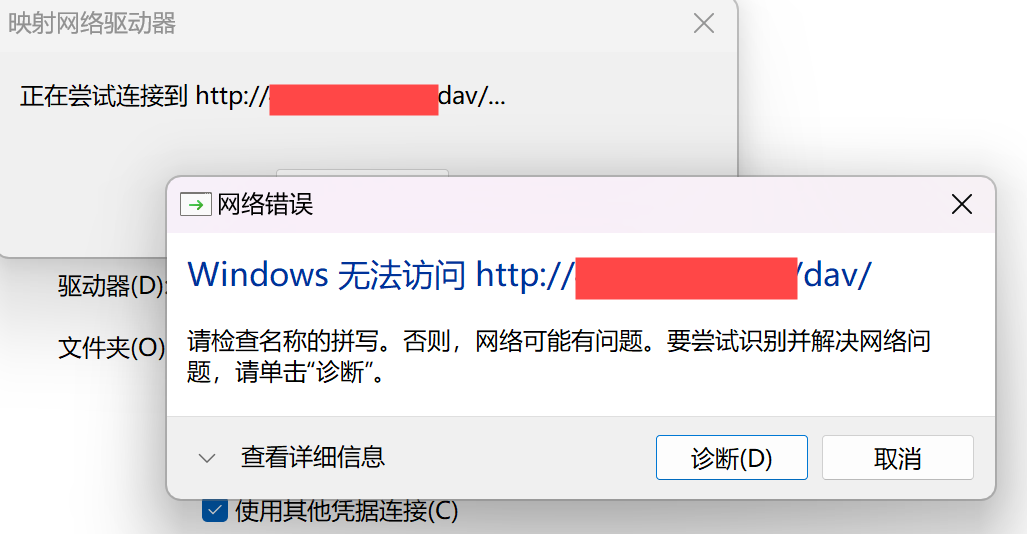 映射网络驱动器
正在尝试连接到 http://dav/...
网络错误
Windows 无法访问 http:///dav/
驱动器(D):
请检查名称的拼写。否则，网络可能有问题。要尝试识别并解决网络问
文件夹(O)
题，请单击“诊断”。
查看详细信息
诊断(D)
取消
使用其他凭据连接(C)